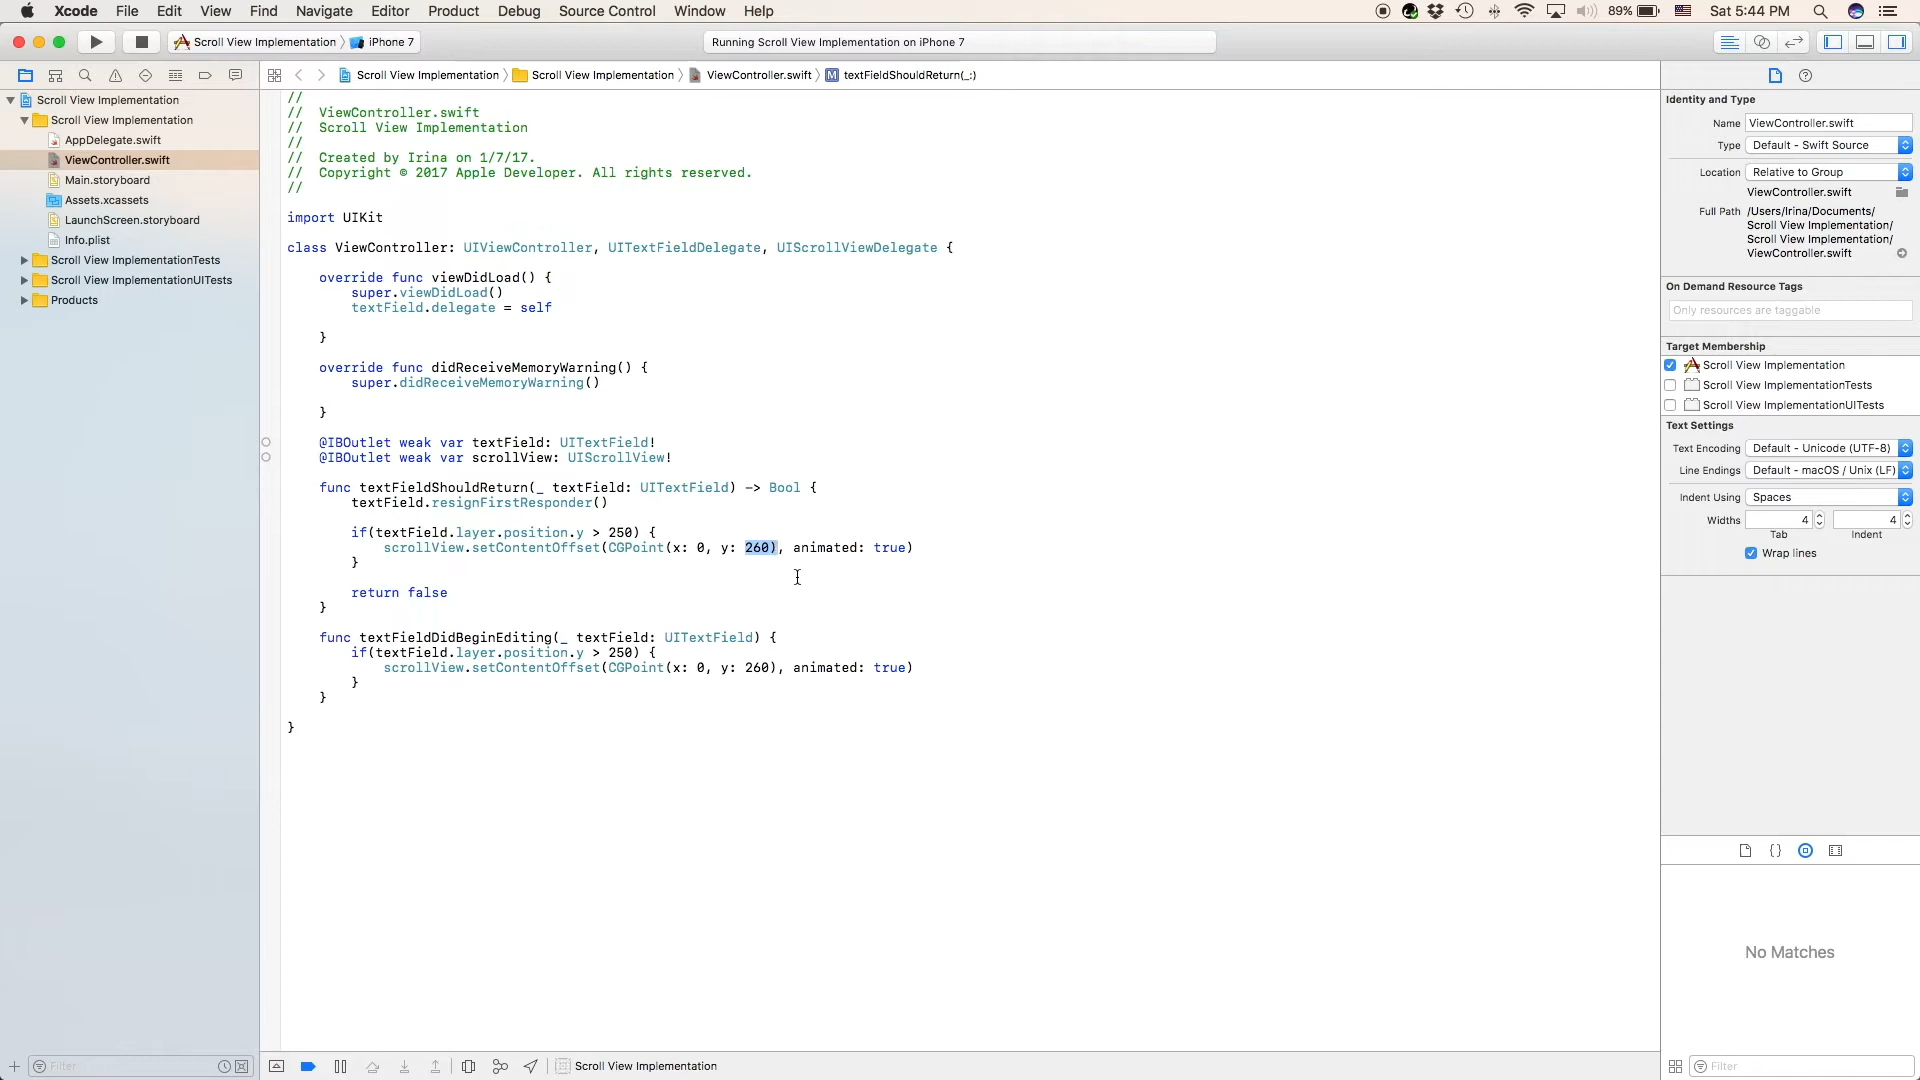 Xcode File Edit View Find Navigate Editor Product Debug Source Control Window Help
89% Sat 5:44 PM
Scroll View Implementation iPhone 7
Running Scroll View Implementation on iPhone 7
Scroll View Implementation Scroll View Implementation ViewController.swift M textFieldShouldReturn(_:)
Scroll View Implementation
Scroll View Implementation
AppDelegate.swift
ViewController.swift
Main.storyboard
Assets.xcassets
LaunchScreen.storyboard
Info.plist
Scroll View ImplementationTests
Scroll View ImplementationUITests
Products
Filter
//
//  ViewController.swift
//  Scroll View Implementation
//
//  Created by Irina on 1/7/17.
//  Copyright © 2017 Apple Developer. All rights reserved.
//
import UIKit
class ViewController: UIViewController, UITextFieldDelegate, UIScrollViewDelegate {
override func viewDidLoad() {
super.viewDidLoad()
textField.delegate = self
}
override func didReceiveMemoryWarning() {
super.didReceiveMemoryWarning()
}
@IBOutlet weak var textField: UITextField!
@IBOutlet weak var scrollView: UIScrollView!
func textFieldShouldReturn(_ textField: UITextField) -> Bool {
textField.resignFirstResponder()
if(textField.layer.position.y > 250) {
scrollView.setContentOffset(CGPoint(x: 0, y: 260), animated: true)
}
return false
}
func textFieldDidBeginEditing(_ textField: UITextField) {
if(textField.layer.position.y > 250) {
scrollView.setContentOffset(CGPoint(x: 0, y: 260), animated: true)
}
}
}
Scroll View Implementation
Identity and Type
Name ViewController.swift
Type Default - Swift Source
Location Relative to Group
ViewController.swift
Full Path /Users/Irina/Documents/
Scroll View Implementation/
Scroll View Implementation/
ViewController.swift
On Demand Resource Tags
Only resources are taggable
Target Membership
Scroll View Implementation
Scroll View ImplementationTests
Scroll View ImplementationUITests
Text Settings
Text Encoding Default - Unicode (UTF-8)
Line Endings Default - macOS / Unix (LF)
Indent Using Spaces
Widths 4 4
Tab Indent
Wrap lines
{}
No Matches
Filter